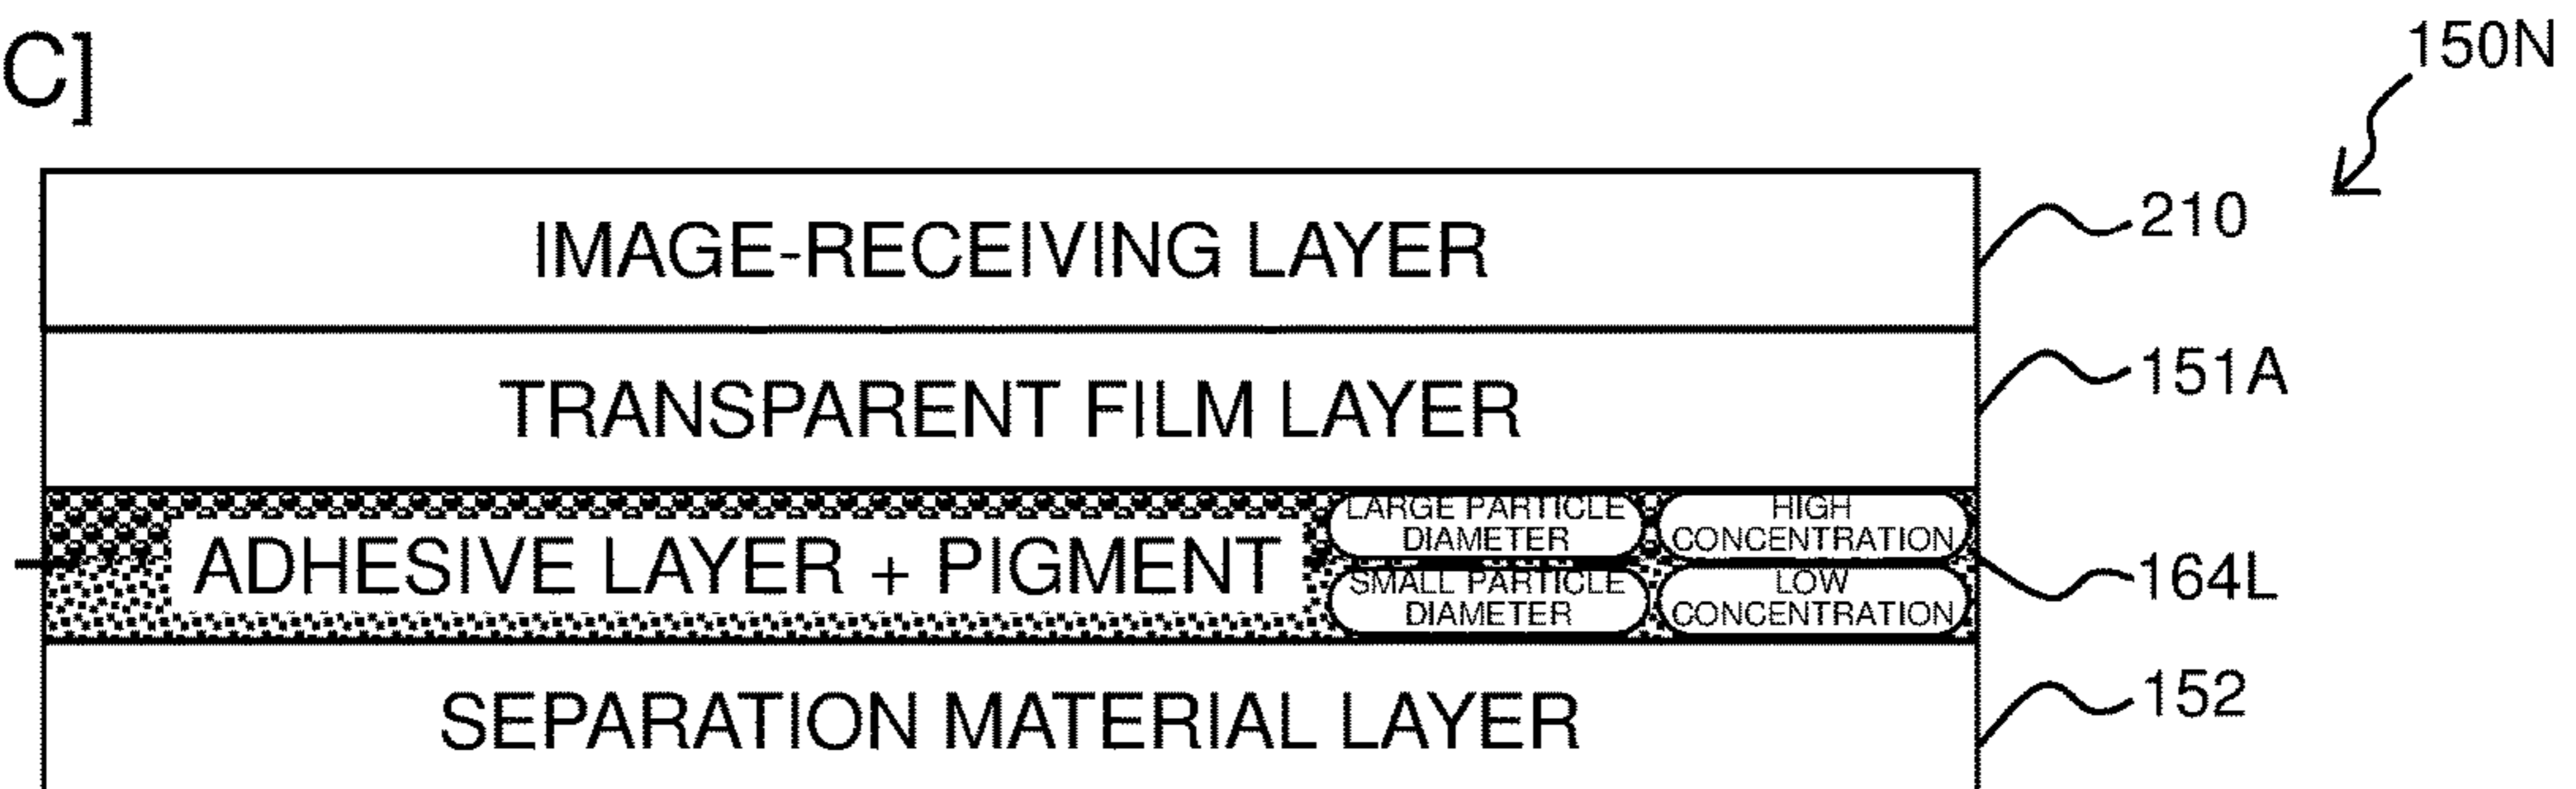 C]
150N
IMAGE-RECEIVING LAYER
210
TRANSPARENT FILM LAYER
151A
ADHESIVE LAYER + PIGMENT
LARGE PARTICLE
DIAMETER
HIGH
CONCENTRATION
SMALL PARTICLE
DIAMETER
LOW
CONCENTRATION
164L
SEPARATION MATERIAL LAYER
152